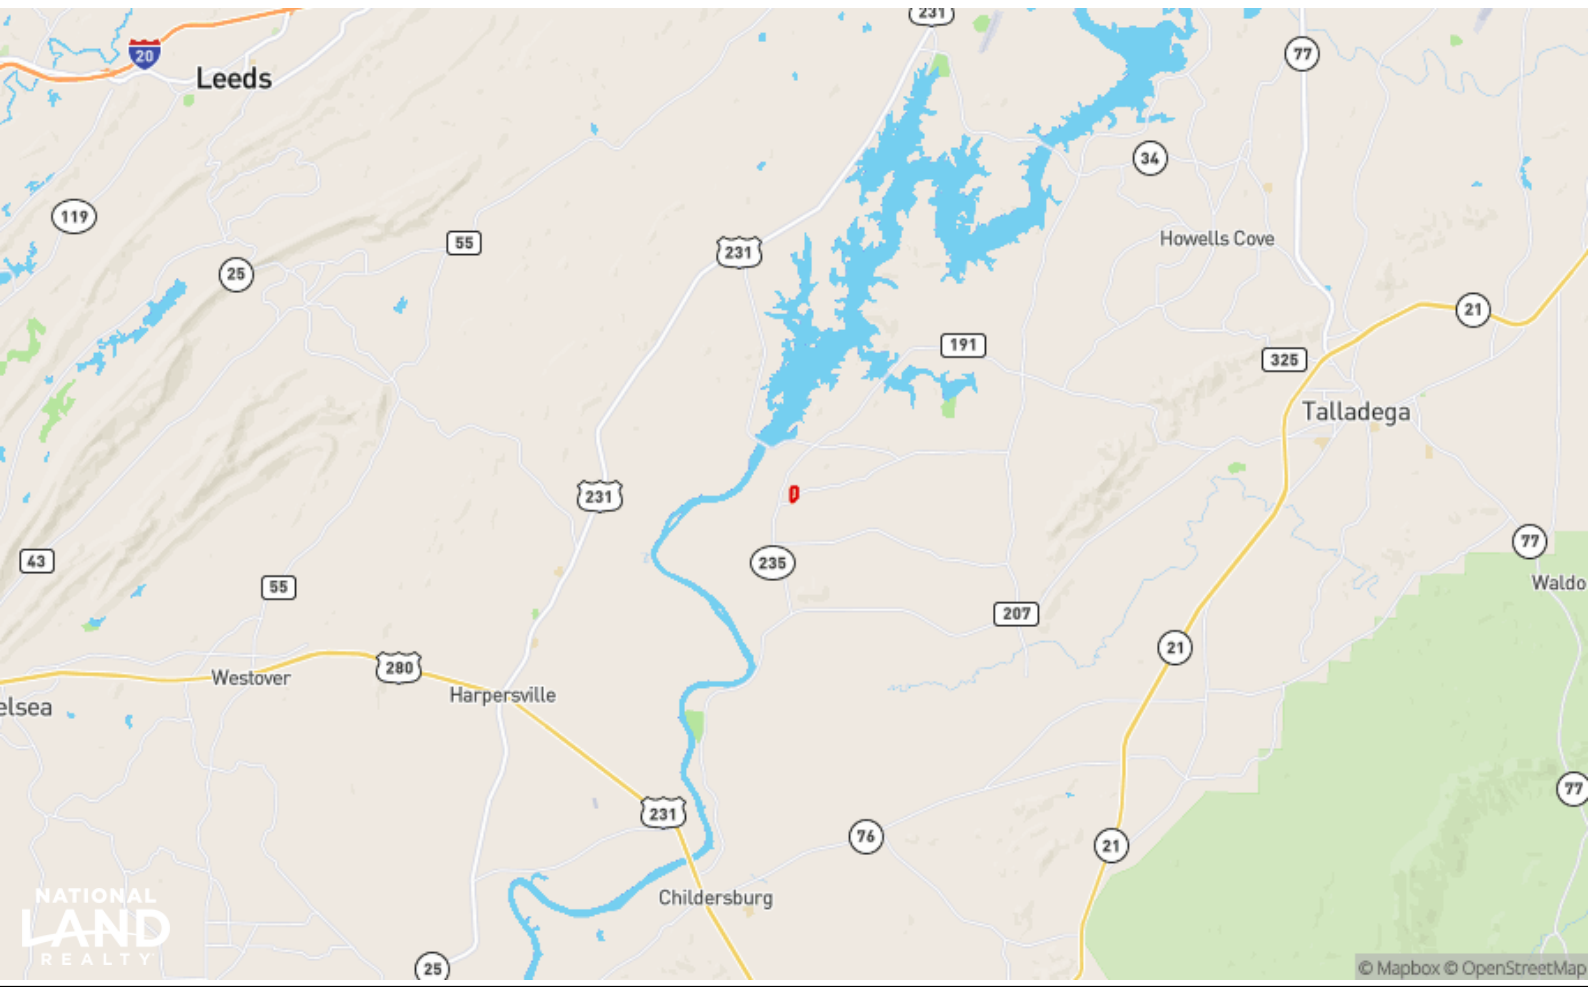 231
20
Leeds
77
34
119
55
231
25
Howells Cove
21
191
325
Talladega
231
43
55
235
77
Waldo
207
21
280
Westover
Harpersville
elsea
77
231
76
21
Childersburg
NATIONAL
LAND
REALTY
25
© Mapbox © OpenStreetMap